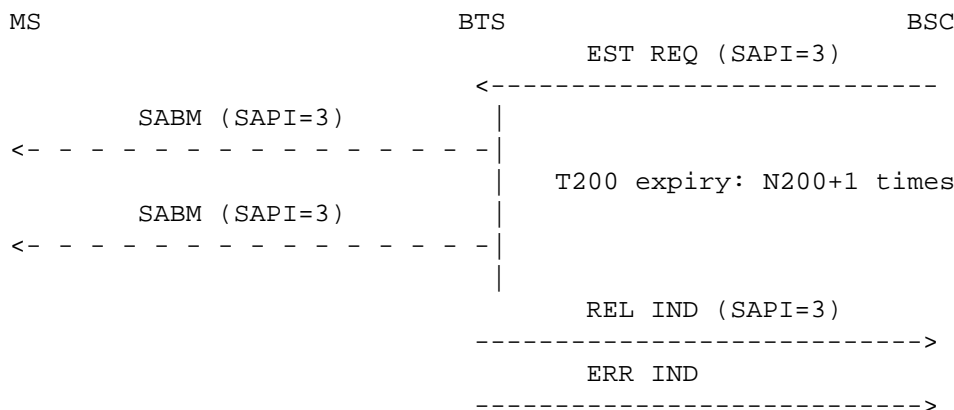 MS BTS BSC
EST REQ (SAPI=3)
SABM (SAPI=3)
T200 expiry: N200+1 times
SABM (SAPI=3)
REL IND (SAPI=3)
ERR IND